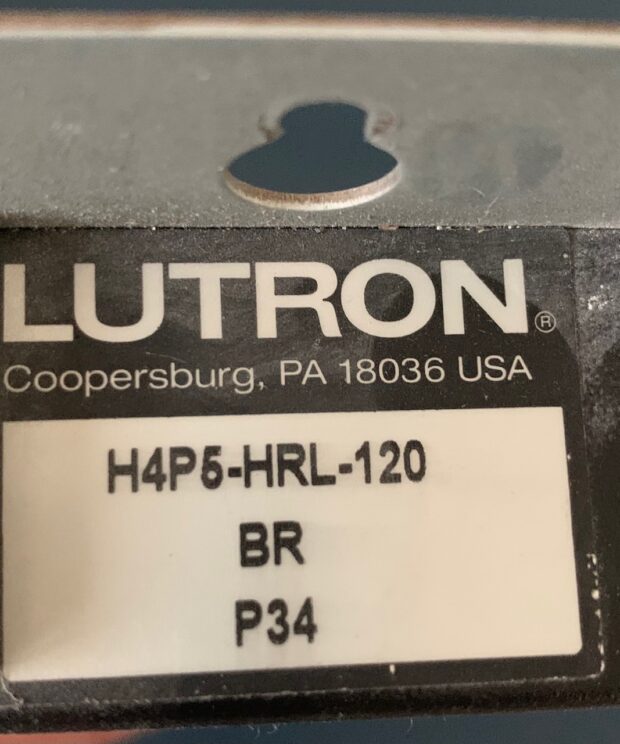 LUTRON®
Coopersburg, PA 18036 USA
H4P5-HRL-120
BR
P34